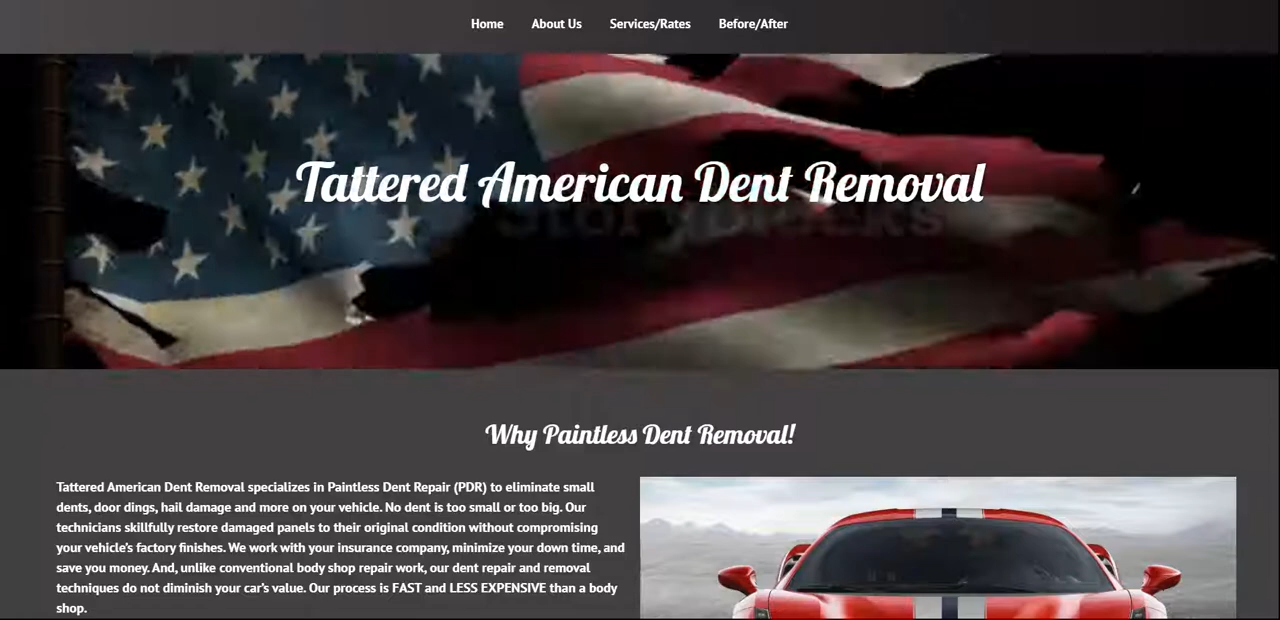 Home About Us Services/Rates Before/After
Tattered American Dent Removal
Storyblocks
Why Paintless Dent Removal!
Tattered American Dent Removal specializes in Paintless Dent Repair (PDR) to eliminate small
dents, door dings, hail damage and more on your vehicle. No dent is too small or too big. Our
technicians skillfully restore damaged panels to their original condition without compromising
your vehicle's factory finishes. We work with your insurance company, minimize your down time, and
save you money. And, unlike conventional body shop repair work, our dent repair and removal
techniques do not diminish your car's value. Our process is FAST and LESS EXPENSIVE than a body
shop.